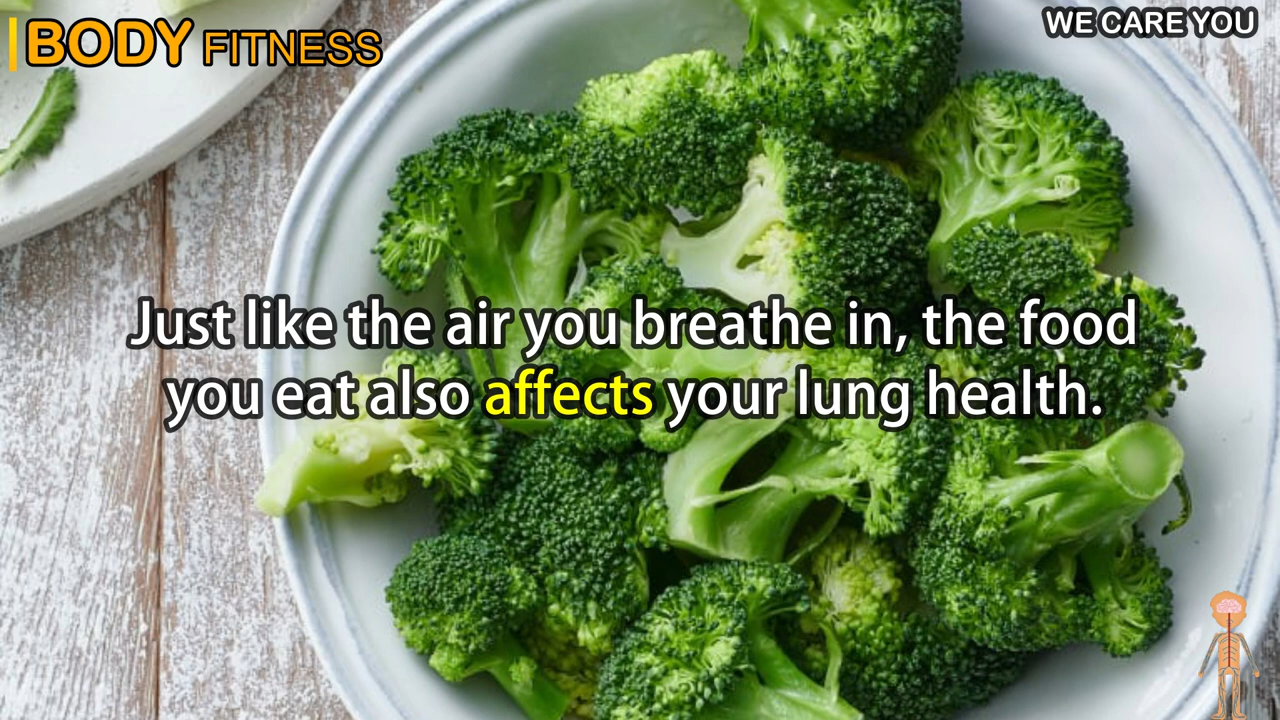 BODY FITNESS
WE CARE YOU
Just like the air you breathe in, the food
you eat also affects your lung health.